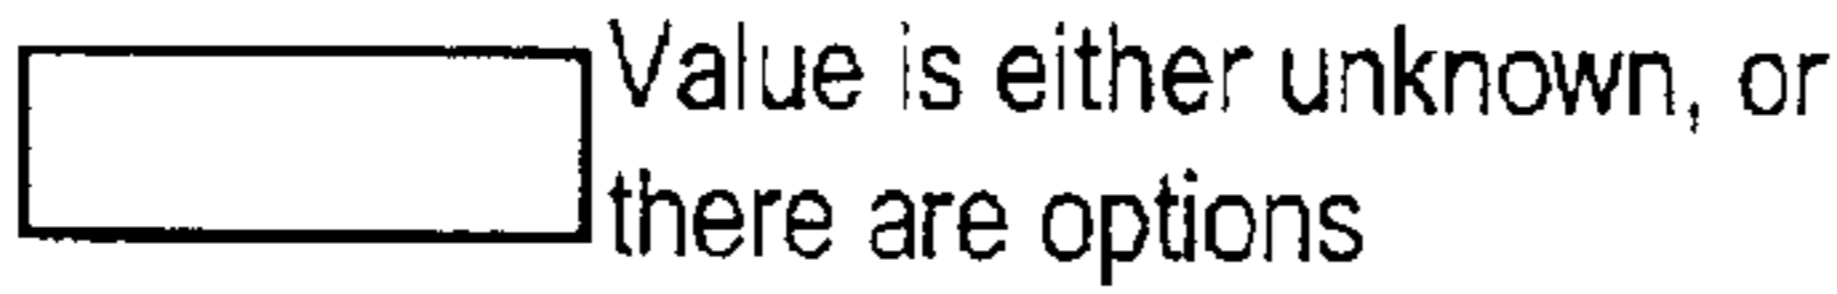 Value is either unknown, or
there are options